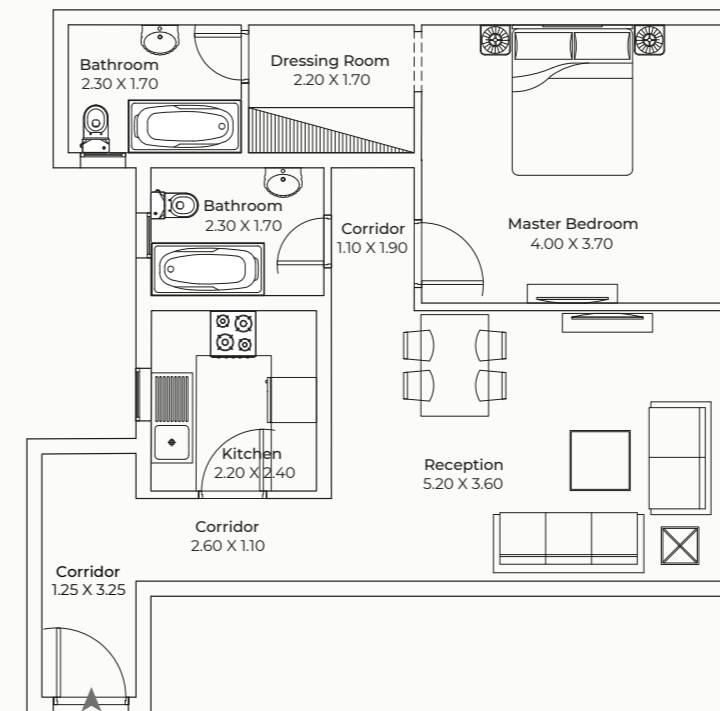 Bathroom
2.30 X 1.70
Dressing Room
2.20 X 1.70
Bathroom
2.30 X 1.70
Corridor
1.10 X 1.90
Master Bedroom
4.00 X 3.70
Kitchen
2.20 X 2.40
Reception
5.20 X 3.60
Corridor
2.60 X 1.10
Corridor
1.25 X 3.25